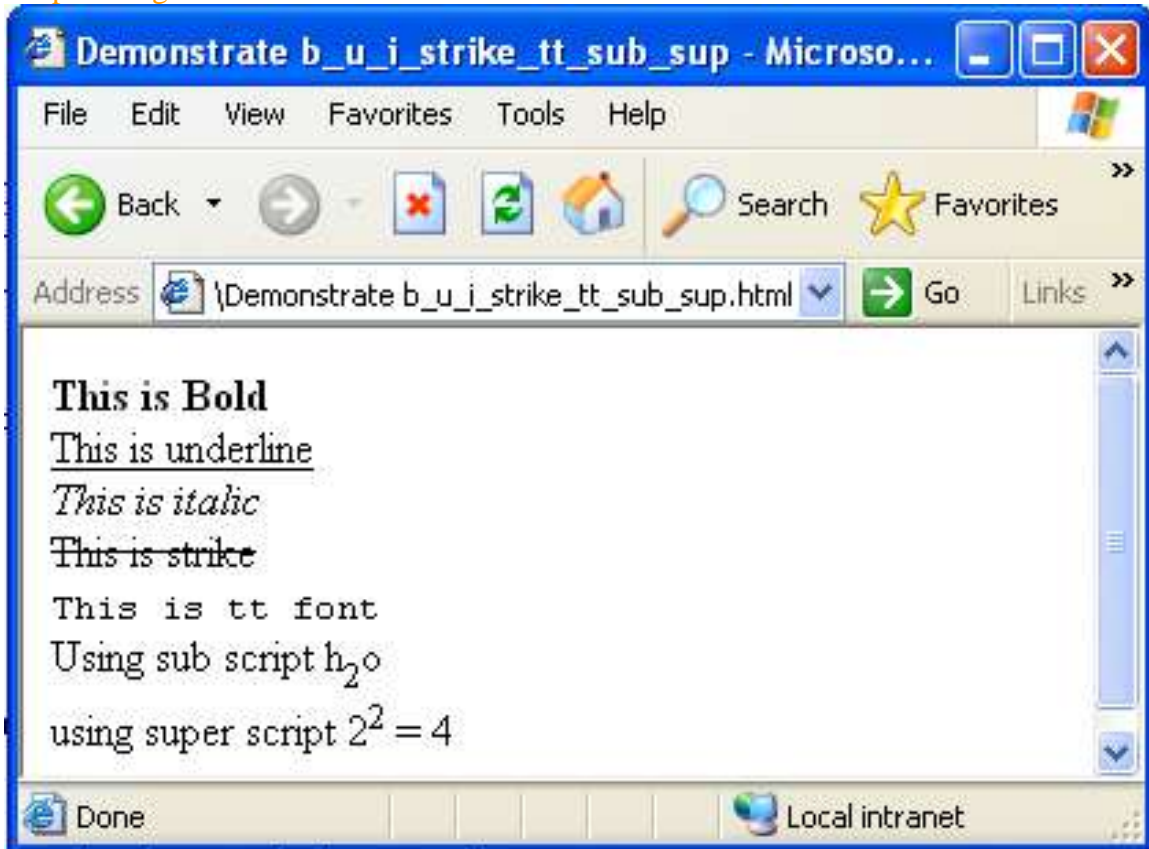 Demonstrate b_u_i_strike_tt_sub_sup - Microso...
File Edit View Favorites Tools Help
Back Search Favorites »
Address \Demonstrate b_u_i_strike_tt_sub_sup.html Go Links »
This is Bold
This is underline
This is italic
This is strike
This is tt font
Using sub script h₂o
using super script 2² = 4
Done Local intranet